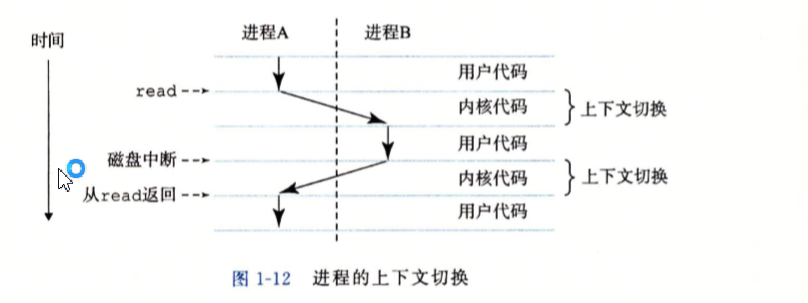 进程A 进程B
时间
用户代码
read
内核代码 上下文切换
用户代码
磁盘中断
内核代码 上下文切换
从read返回
用户代码
图 1-12 进程的上下文切换